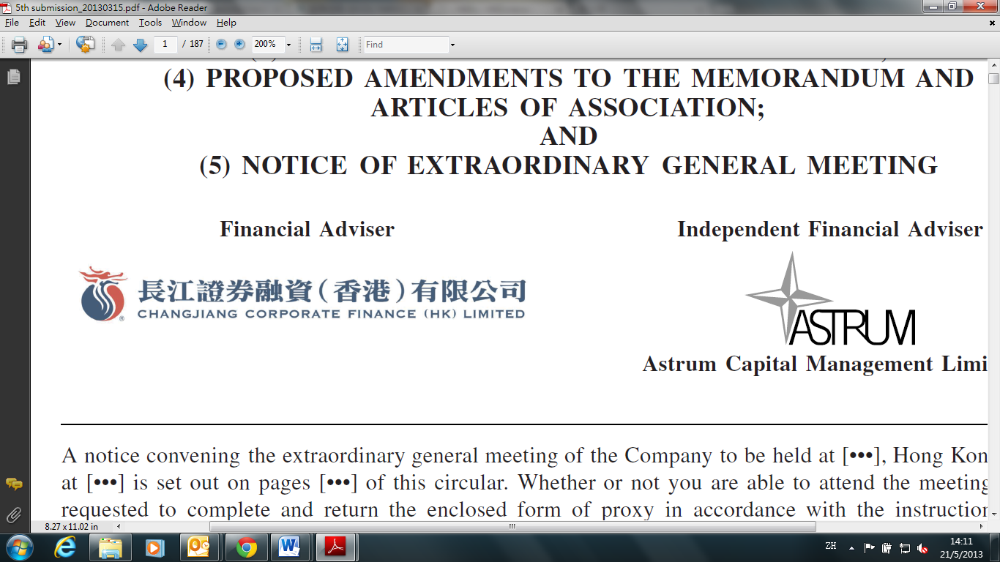 5th submission_20130315.pdf - Adobe Reader
File Edit View Document Tools Window Help
1 / 187 200% Find
(4) PROPOSED AMENDMENTS TO THE MEMORANDUM AND
ARTICLES OF ASSOCIATION;
AND
(5) NOTICE OF EXTRAORDINARY GENERAL MEETING
Financial Adviser
Independent Financial Adviser
長江證券融資(香港)有限公司
CHANGJIANG CORPORATE FINANCE (HK) LIMITED
®
ASTRUM
Astrum Capital Management Limi
A notice convening the extraordinary general meeting of the Company to be held at [•••], Hong Kon
at [•••] is set out on pages [•••] of this circular. Whether or not you are able to attend the meeting
requested to complete and return the enclosed form of proxy in accordance with the instruction
8.27 x 11.02 in
ZH
14:11
21/5/2013